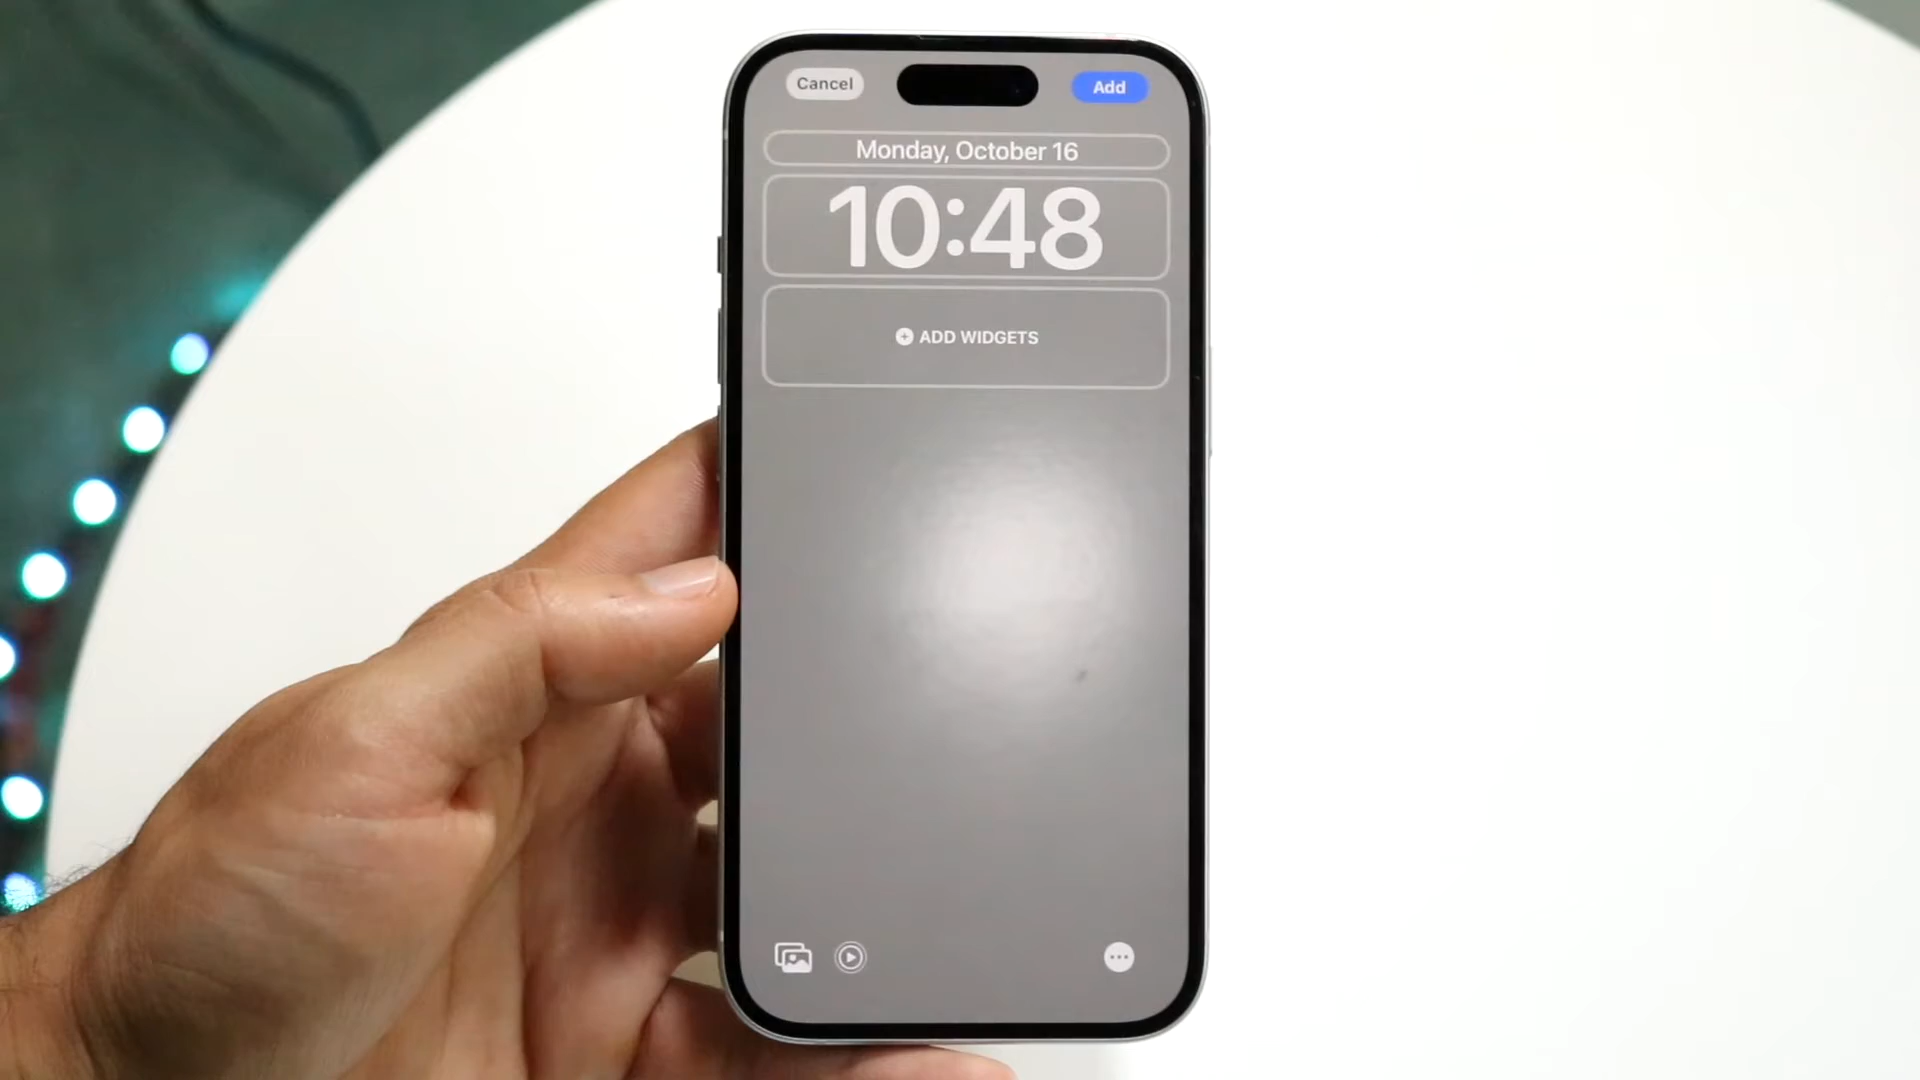 Cancel
Add
Monday, October 16
10:48
ADD WIDGETS